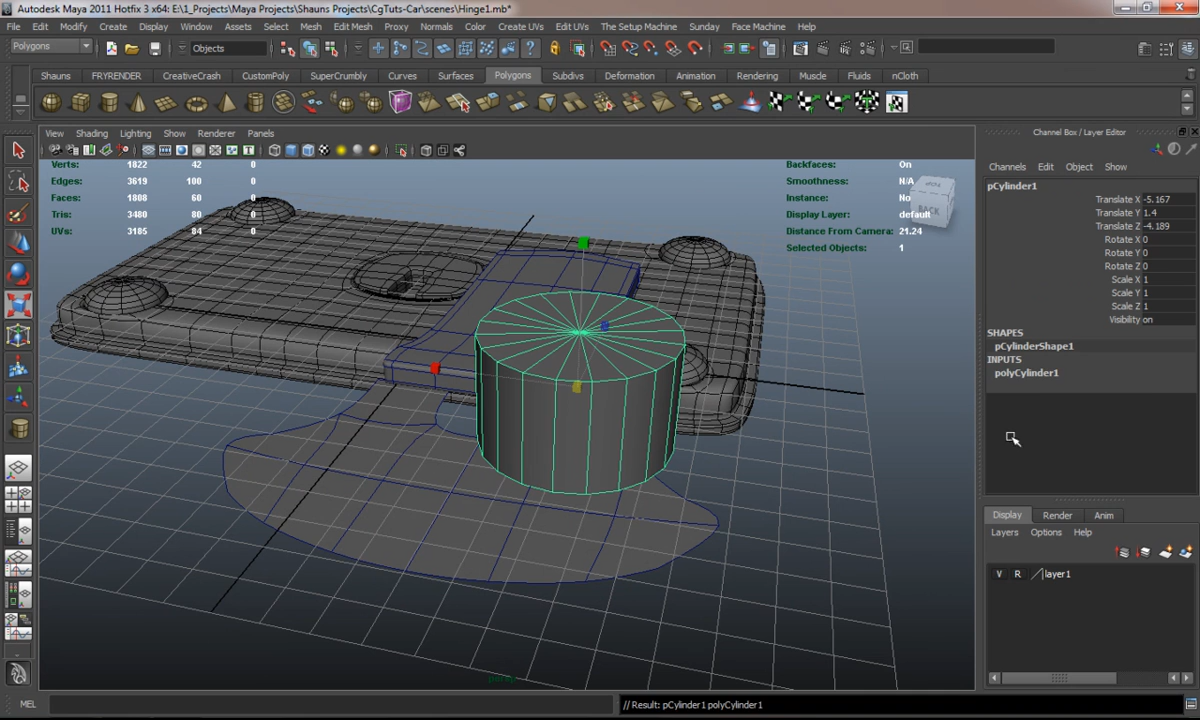 Autodesk Maya 2011 Hotfix 3 x64: E:\1_Projects\Maya Projects\Shauns Projects\CgTuts-Car\scenes\Hinge1.mb*
File Edit Modify Create Display Window Assets Select Mesh Edit Mesh Proxy Normals Color Create UVs Edit UVs The Setup Machine Sunday Face Machine Help
Polygons Objects
Shauns FRYRENDER CreativeCrash CustomPoly SuperCrumbly Curves Surfaces Polygons Subdivs Deformation Animation Rendering Muscle Fluids nCloth
Channel Box / Layer Editor
View Shading Lighting Show Renderer Panels
Channels Edit Object Show
Verts: 1822 42 0
Edges: 3619 100 0
Faces: 1808 60 0
Tris: 3480 80 0
UVs: 3185 84 0
Backfaces: On
Smoothness: N/A
Instance: No
Display Layer: default
Distance From Camera: 21.24
Selected Objects: 1
BACK
pCylinder1
Translate X -5.167
Translate Y 1.4
Translate Z -4.189
Rotate X 0
Rotate Y 0
Rotate Z 0
Scale X 1
Scale Y 1
Scale Z 1
Visibility on
SHAPES
pCylinderShape1
INPUTS
polyCylinder1
Display Render Anim
Layers Options Help
V R layer1
persp
MEL
// Result: pCylinder1 polyCylinder1